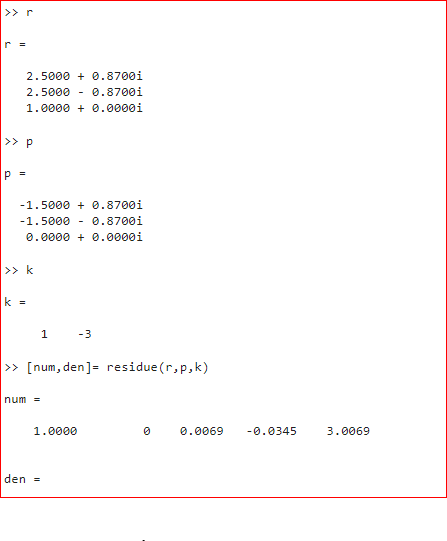 >> r
r =
2.5000 + 0.8700i
2.5000 - 0.8700i
1.0000 + 0.0000i
>> p
p =
-1.5000 + 0.8700i
-1.5000 - 0.8700i
0.0000 + 0.0000i
>> k
k =
1 -3
>> [num,den]= residue(r,p,k)
num =
1.0000 0 0.0069 -0.0345 3.0069
den =